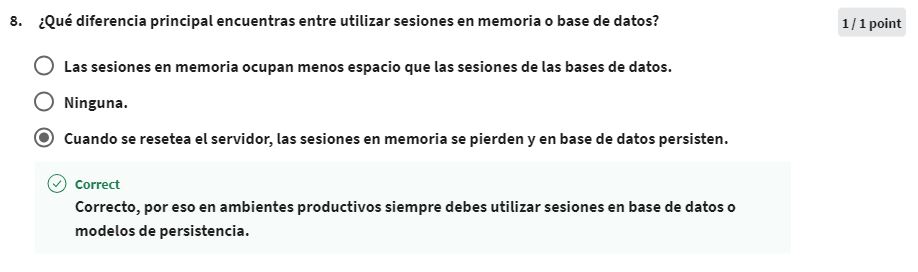 8. ¿Qué diferencia principal encuentras entre utilizar sesiones en memoria o base de datos?
1 / 1 point
Las sesiones en memoria ocupan menos espacio que las sesiones de las bases de datos.
Ninguna.
Cuando se resetea el servidor, las sesiones en memoria se pierden y en base de datos persisten.
Correct
Correcto, por eso en ambientes productivos siempre debes utilizar sesiones en base de datos o
modelos de persistencia.